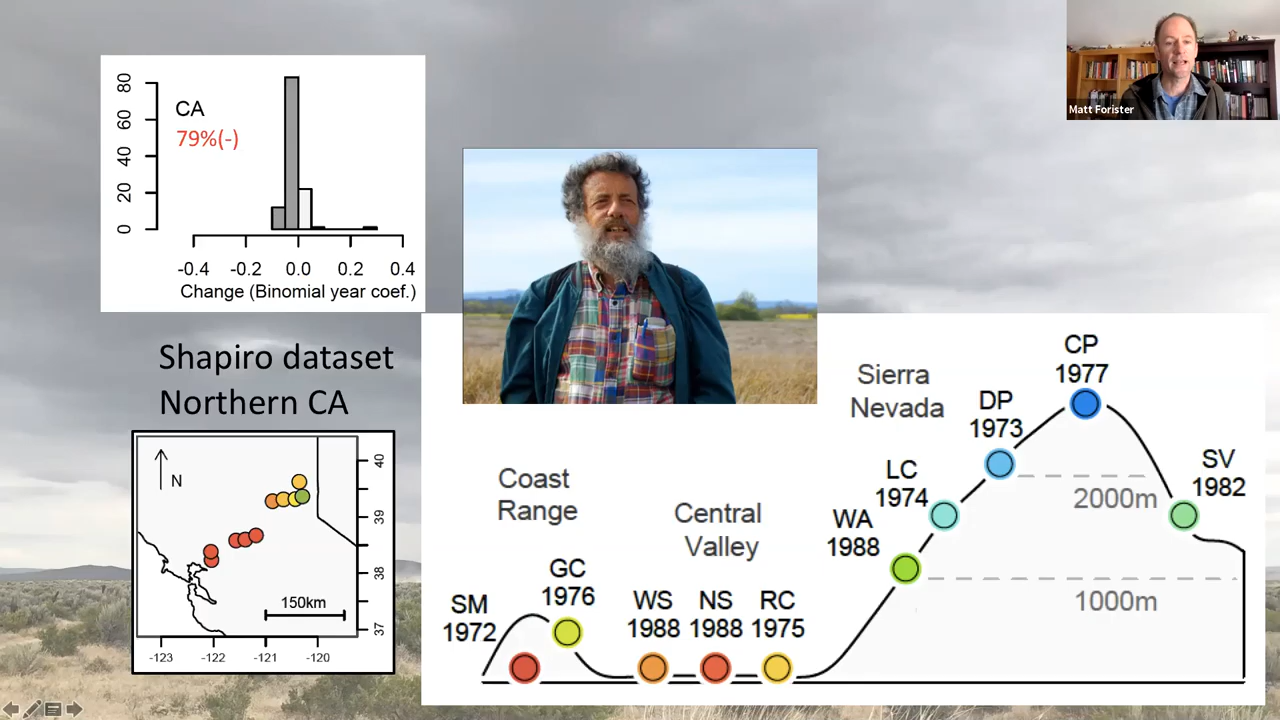 80
60
40
20
0
CA
79%(-)
-0.4 -0.2 0.0 0.2 0.4
Change (Binomial year coef.)
Matt Forister
Shapiro dataset
Northern CA
N
40
39
38
37
150km
-123 -122 -121 -120
Coast
Range
Central
Valley
Sierra
Nevada
SM
1972
GC
1976
WS
1988
NS
1988
RC
1975
WA
1988
LC
1974
DP
1973
CP
1977
SV
1982
2000m
1000m